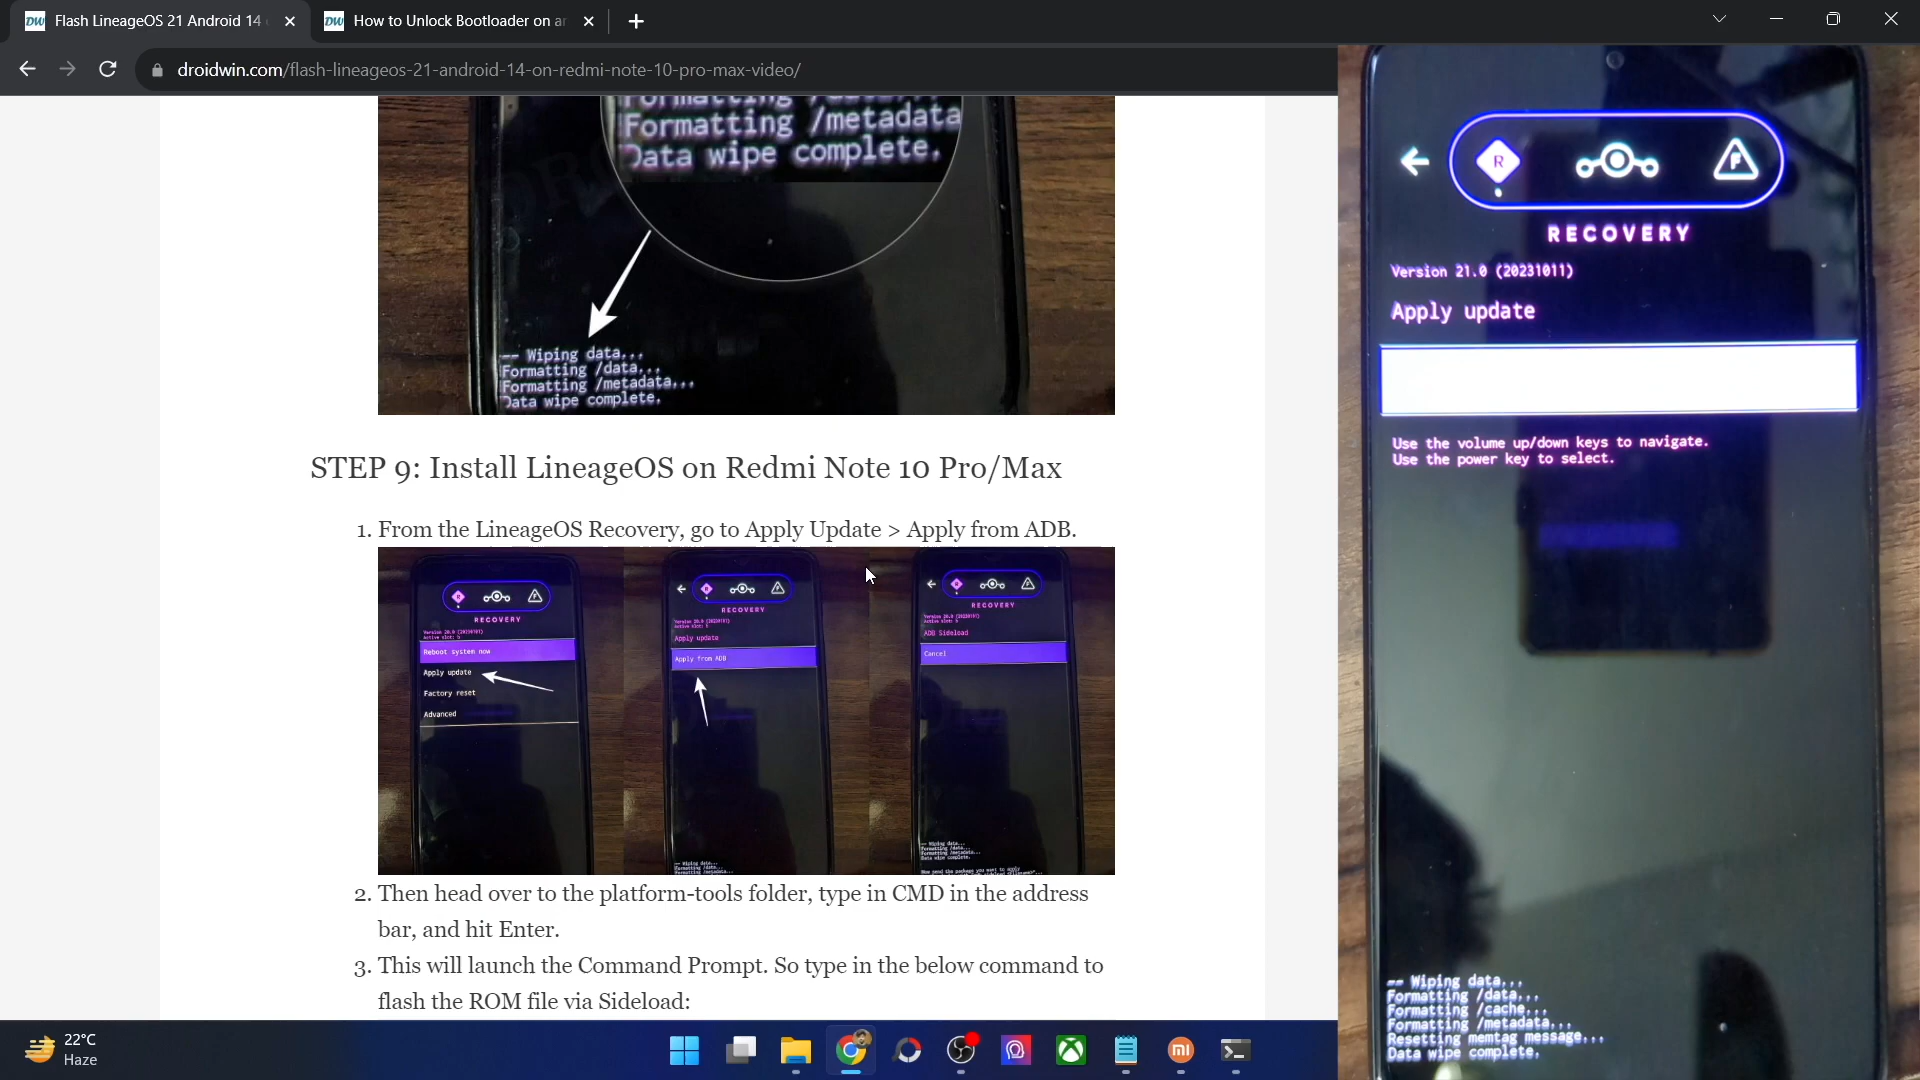 DW Flash LineageOS 21 Android 14
DW How to Unlock Bootloader on an
droidwin.com/flash-lineageos-21-android-14-on-redmi-note-10-pro-max-video/
Formatting /metadata
Data wipe complete.
-- Wiping data...
Formatting /data...
Formatting /metadata...
Data wipe complete.
STEP 9: Install LineageOS on Redmi Note 10 Pro/Max
1. From the LineageOS Recovery, go to Apply Update > Apply from ADB.
RECOVERY
Reboot system now
Apply update
Factory reset
Advanced
RECOVERY
Apply update
Apply from ADB
RECOVERY
ADB Sideload
Cancel
2. Then head over to the platform-tools folder, type in CMD in the address
bar, and hit Enter.
3. This will launch the Command Prompt. So type in the below command to
flash the ROM file via Sideload:
22°C
Haze
mi
R
F
RECOVERY
Version 21.0 (20231011)
Apply update
Use the volume up/down keys to navigate.
Use the power key to select.
-- Wiping data...
Formatting /data...
Formatting /cache...
Formatting /metadata...
Resetting memtag message...
Data wipe complete.